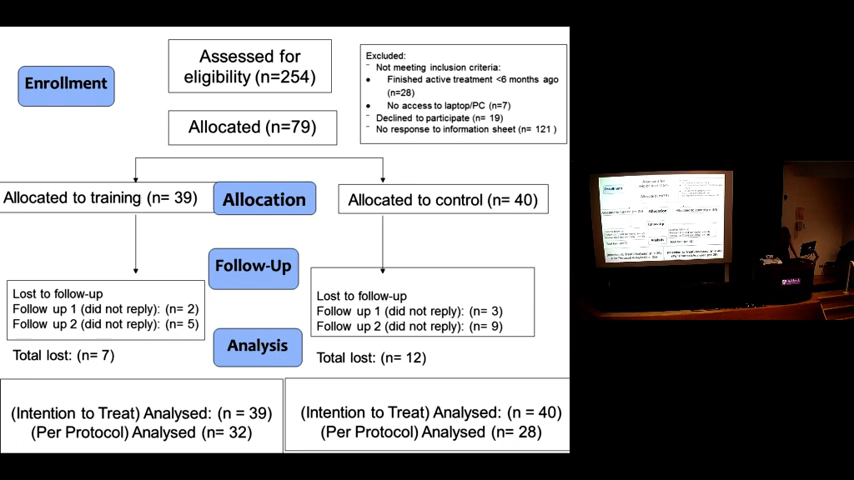 Enrollment
Assessed for
eligibility (n=254)
Excluded:
- Not meeting inclusion criteria:
• Finished active treatment <6 months ago
(n=28)
• No access to laptop/PC (n=7)
- Declined to participate (n= 19)
- No response to information sheet (n= 121 )
Allocated (n=79)
Allocated to training (n= 39)
Allocation
Allocated to control (n= 40)
Follow-Up
Lost to follow-up
Follow up 1 (did not reply): (n= 2)
Follow up 2 (did not reply): (n= 5)
Total lost: (n= 7)
Lost to follow-up
Follow up 1 (did not reply): (n= 3)
Follow up 2 (did not reply): (n= 9)
Total lost: (n= 12)
Analysis
(Intention to Treat) Analysed: (n = 39)
(Per Protocol) Analysed (n= 32)
(Intention to Treat) Analysed: (n = 40)
(Per Protocol) Analysed (n= 28)